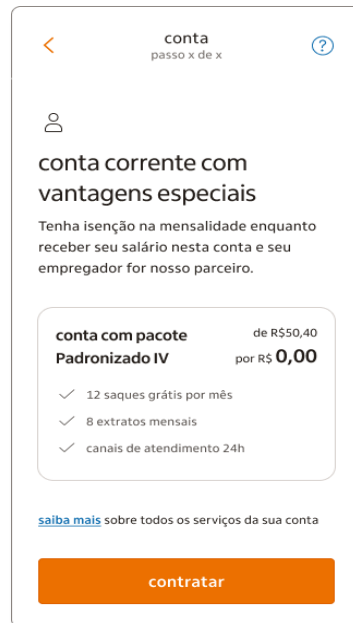 conta
passo x de x
?
conta corrente com
vantagens especiais
Tenha isenção na mensalidade enquanto
receber seu salário nesta conta e seu
empregador for nosso parceiro.
conta com pacote
Padronizado IV
de R$50,40
por R$ 0,00
12 saques grátis por mês
8 extratos mensais
canais de atendimento 24h
saiba mais sobre todos os serviços da sua conta
contratar